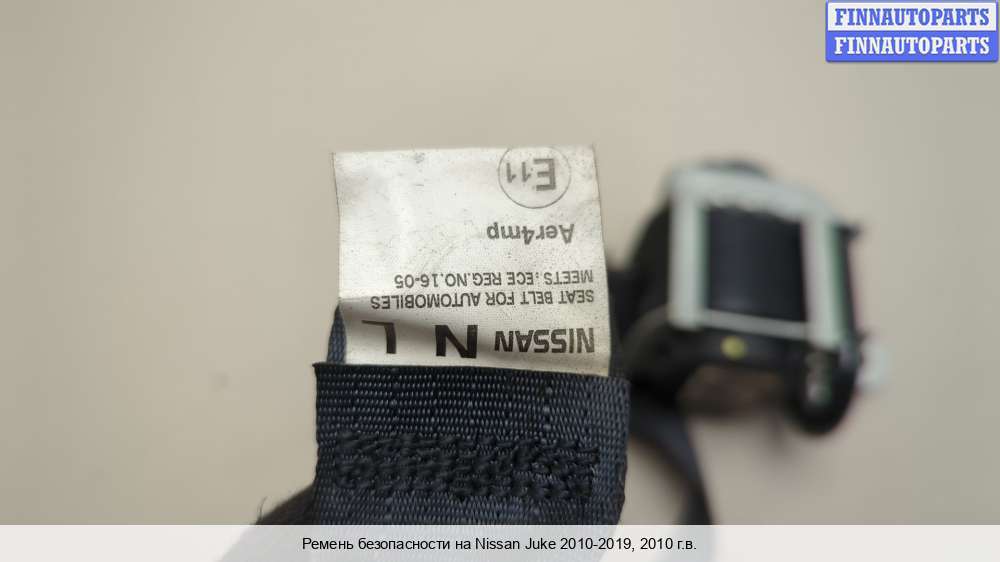 FINNAUTOPARTS
FINNAUTOPARTS
NISSAN N L
SEAT BELT FOR AUTOMOBILES
MEETS : ECE REG.NO.16-05
Aer4mp
E11
Ремень безопасности на Nissan Juke 2010-2019, 2010 г.в.